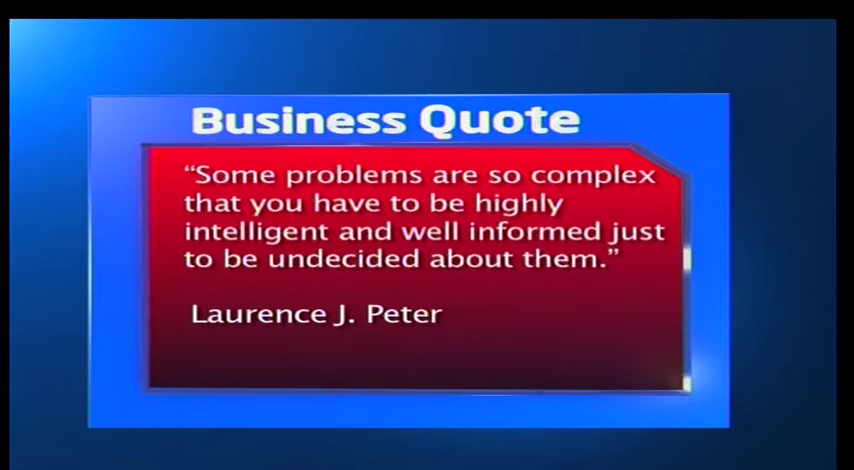 Business Quote
“Some problems are so complex
that you have to be highly
intelligent and well informed just
to be undecided about them.”
Laurence J. Peter